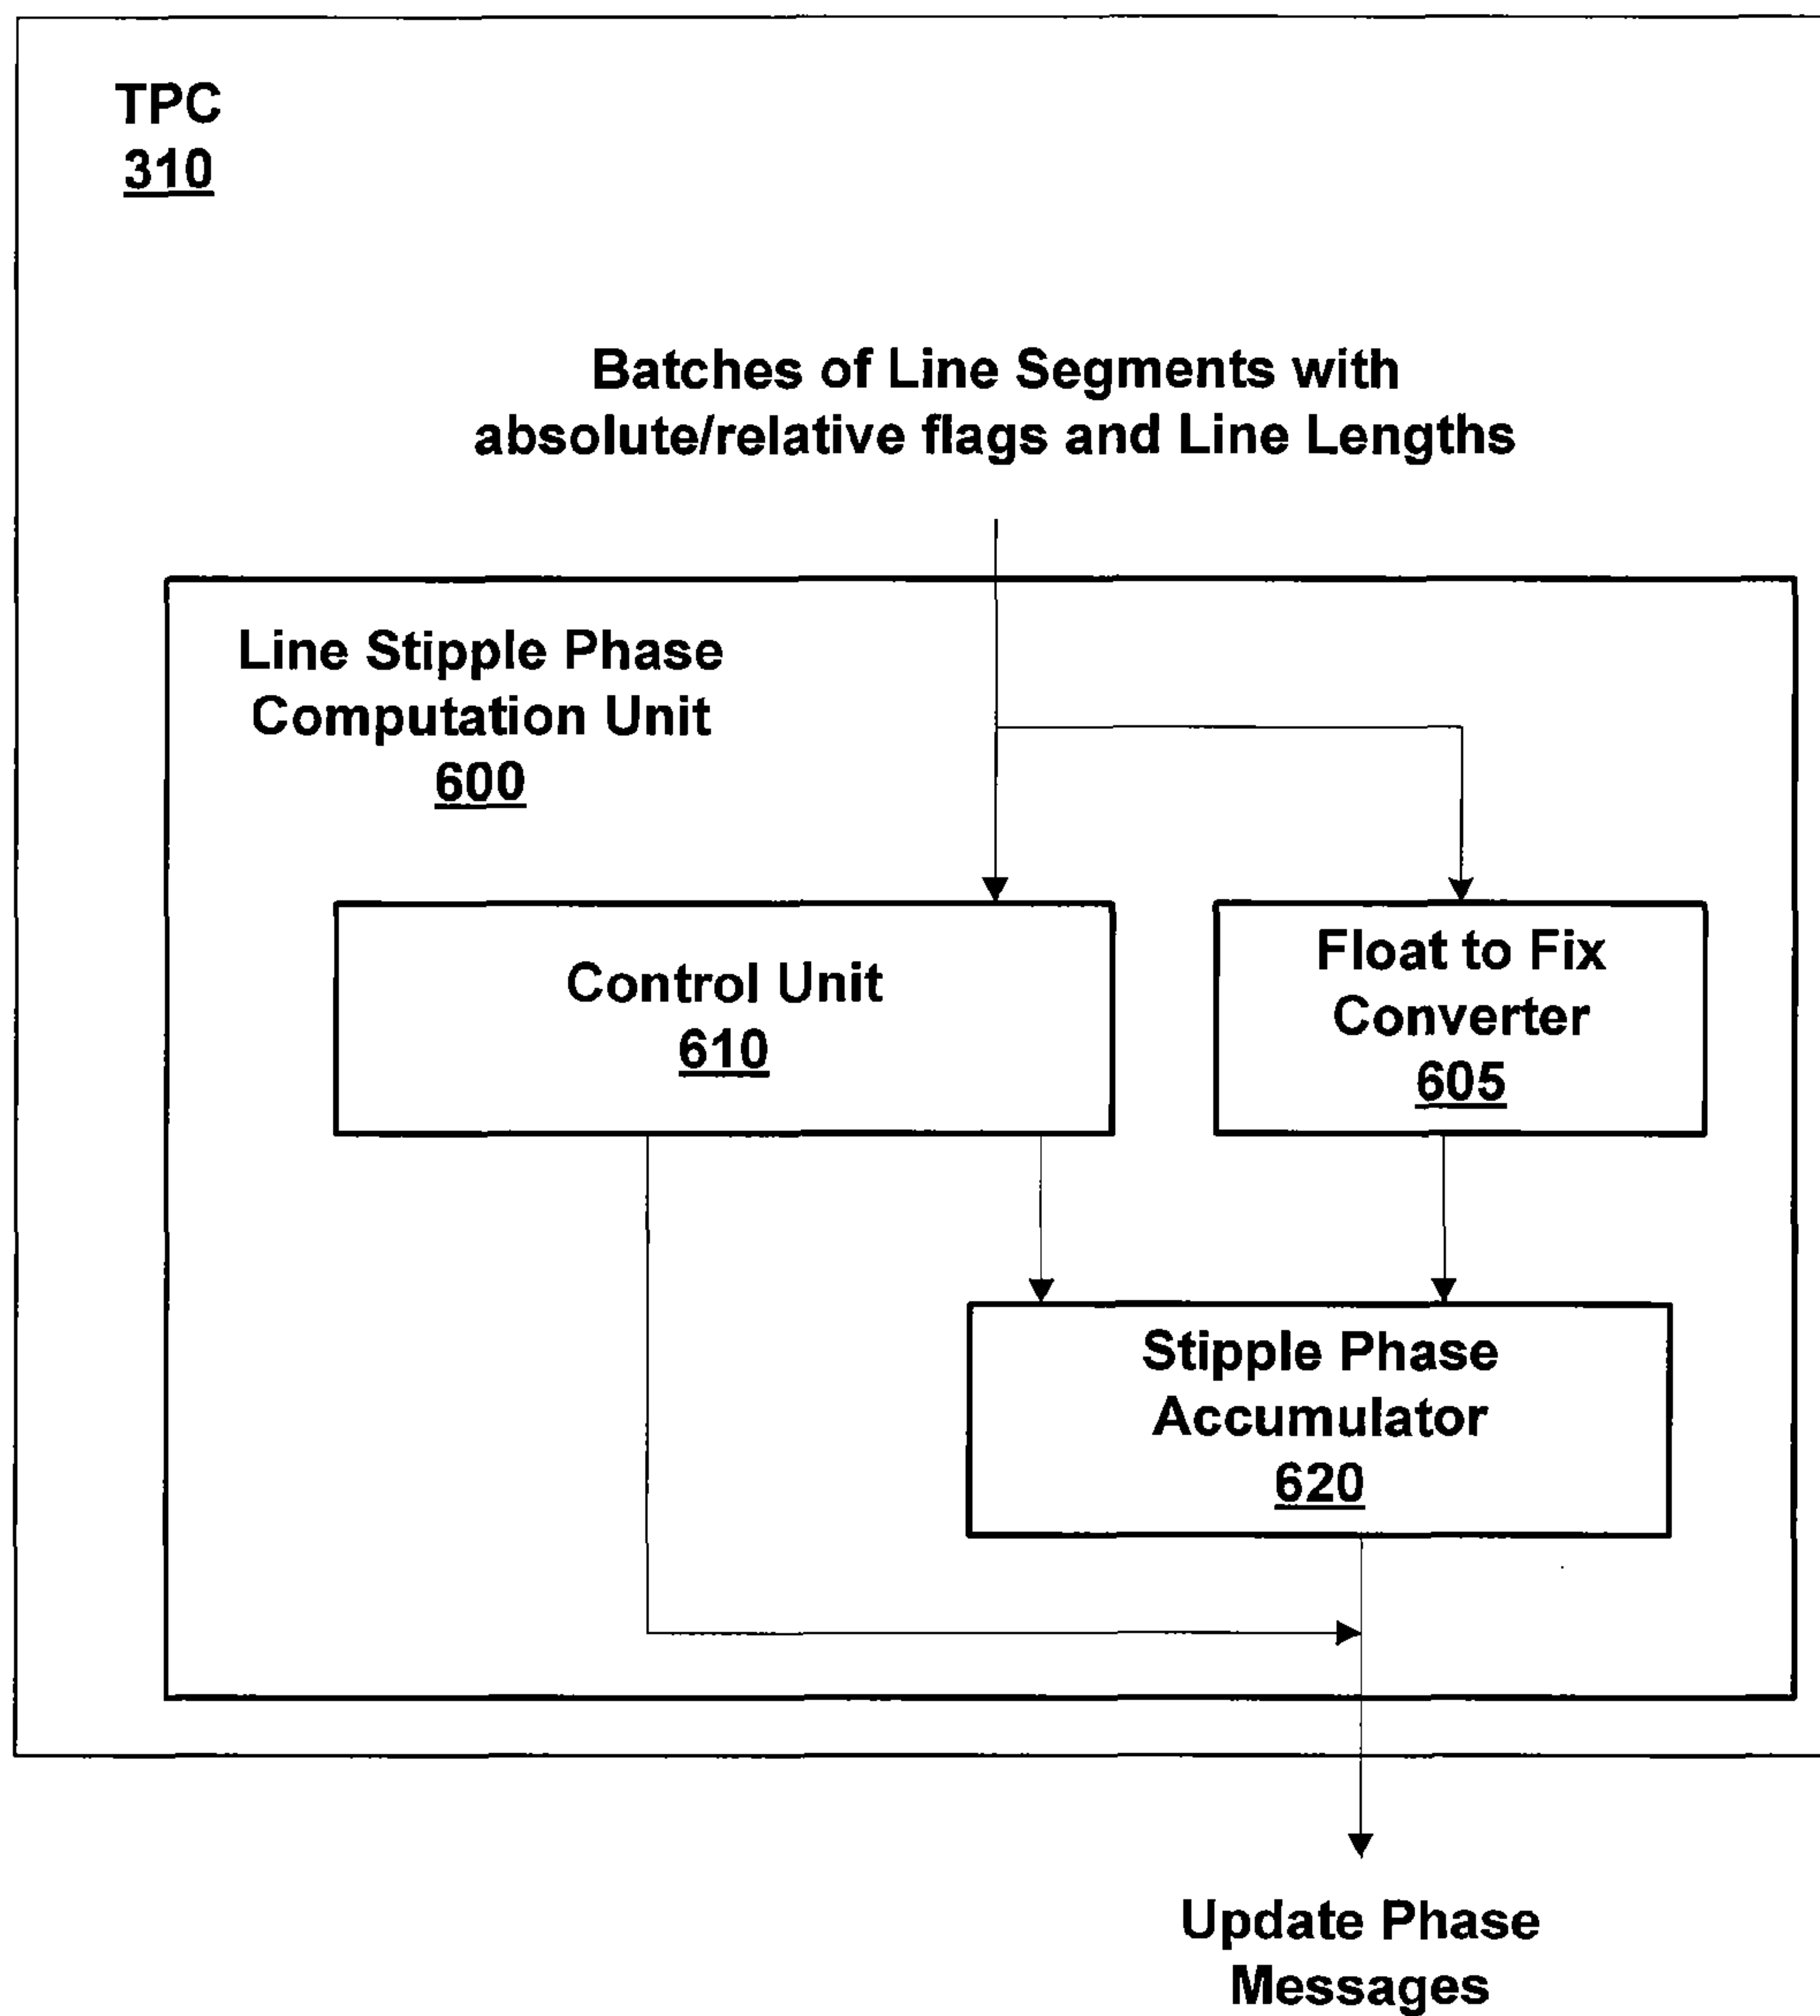 TPC
310
Batches of Line Segments with
absolute/relative flags and Line Lengths
Line Stipple Phase
Computation Unit
600
Control Unit
610
Float to Fix
Converter
605
Stipple Phase
Accumulator
620
Update Phase
Messages